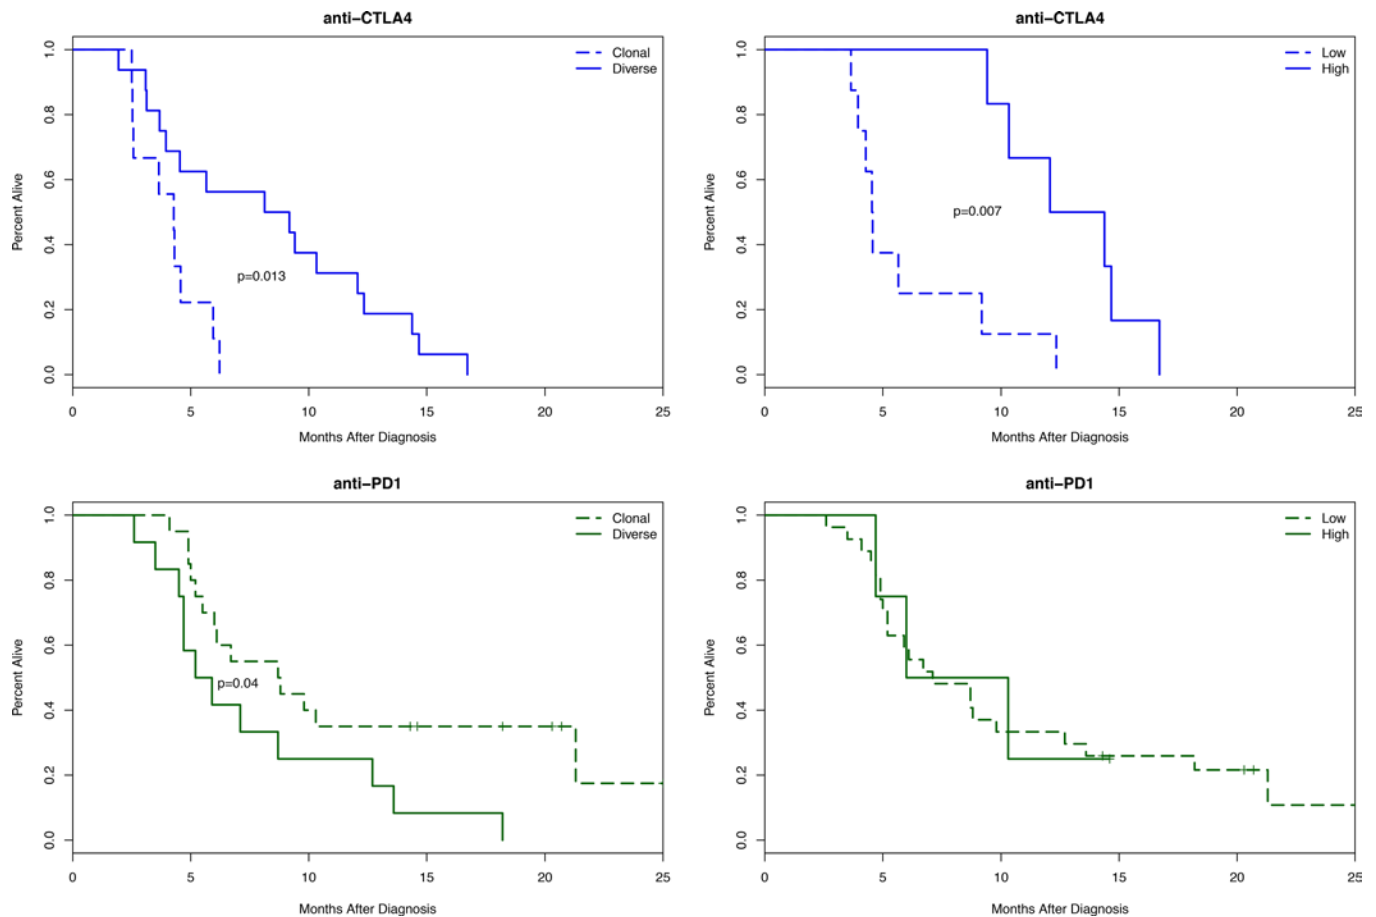 anti−CTLA4
1.0
0.8
0.6
0.4
0.2
0.0
Percent Alive
Clonal
Diverse
p=0.013
0 5 10 15 20 25
Months After Diagnosis
anti−CTLA4
1.0
0.8
0.6
0.4
0.2
0.0
Percent Alive
Low
High
p=0.007
0 5 10 15 20 25
Months After Diagnosis
anti−PD1
1.0
0.8
0.6
0.4
0.2
0.0
Percent Alive
Clonal
Diverse
p=0.04
0 5 10 15 20 25
Months After Diagnosis
anti−PD1
1.0
0.8
0.6
0.4
0.2
0.0
Percent Alive
Low
High
0 5 10 15 20 25
Months After Diagnosis